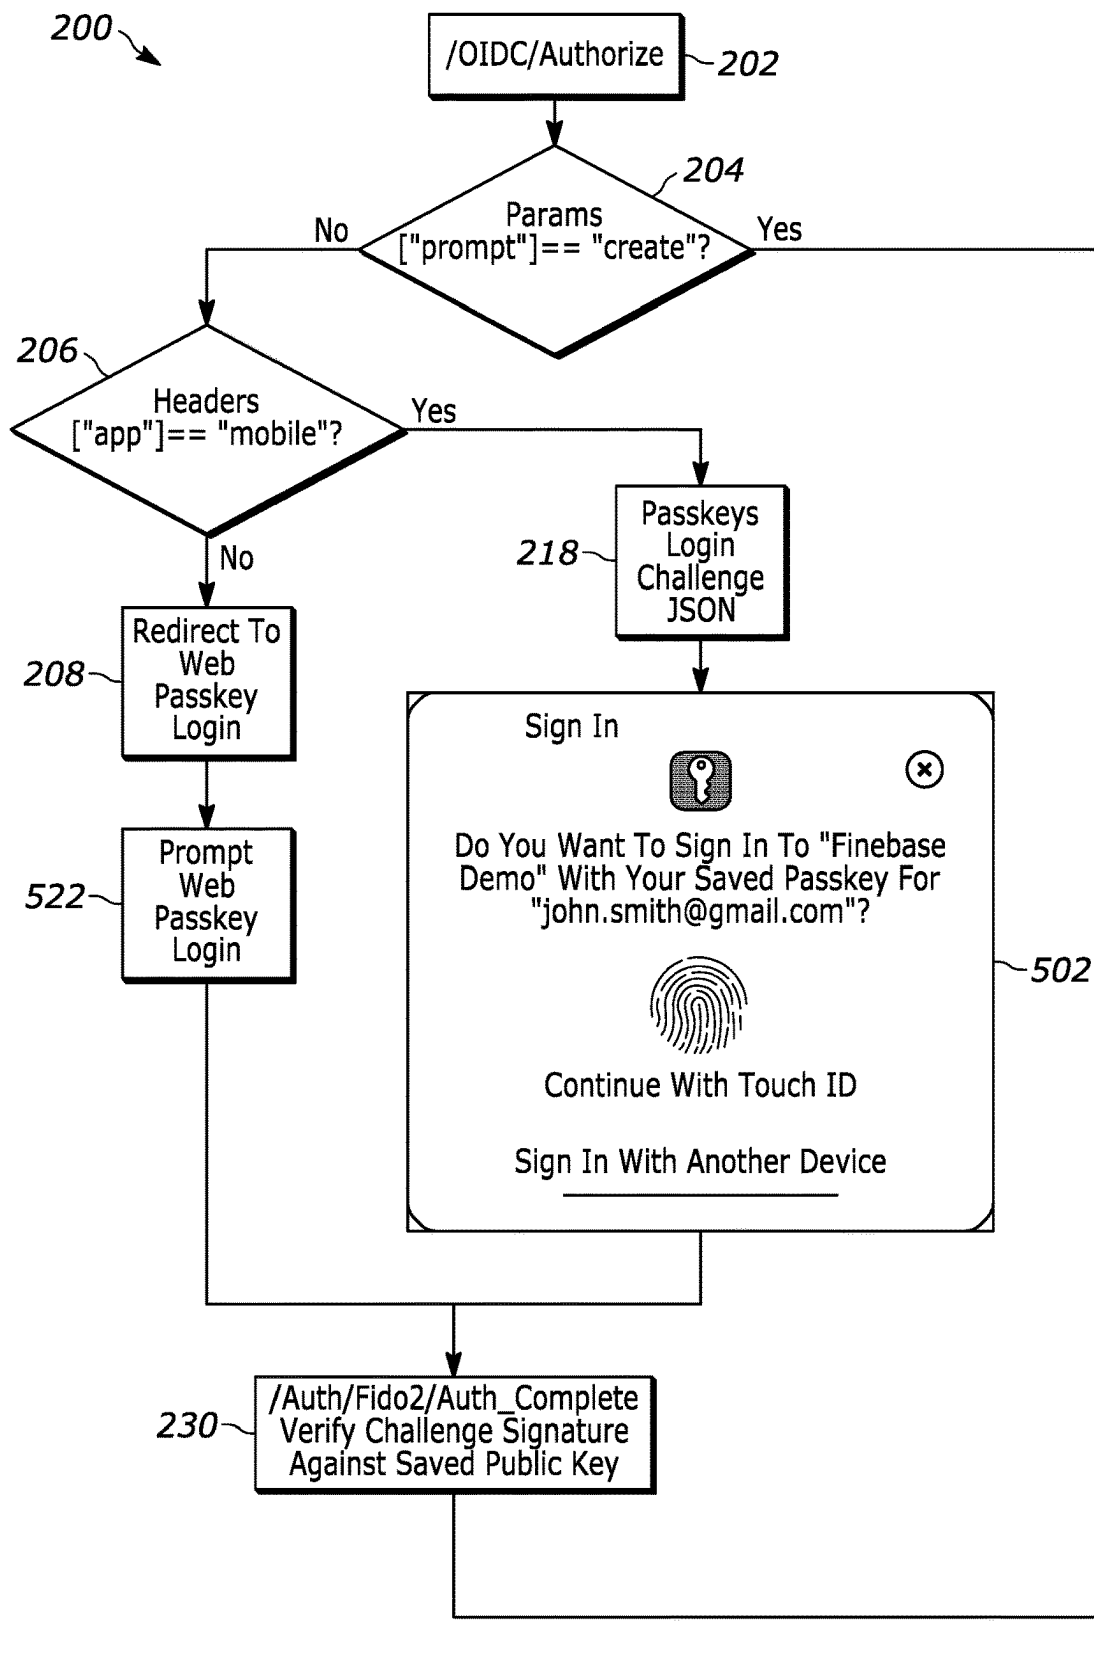 200
/OIDC/Authorize
202
204
Params
["prompt"]== "create"?
No
Yes
206
Headers
["app"]== "mobile"?
Yes
No
Passkeys
Login
Challenge
JSON
218
Redirect To
Web
Passkey
Login
208
Sign In
Do You Want To Sign In To "Finebase
Demo" With Your Saved Passkey For
"john.smith@gmail.com"?
Prompt
Web
Passkey
Login
522
502
Continue With Touch ID
Sign In With Another Device
/Auth/Fido2/Auth_Complete
Verify Challenge Signature
Against Saved Public Key
230